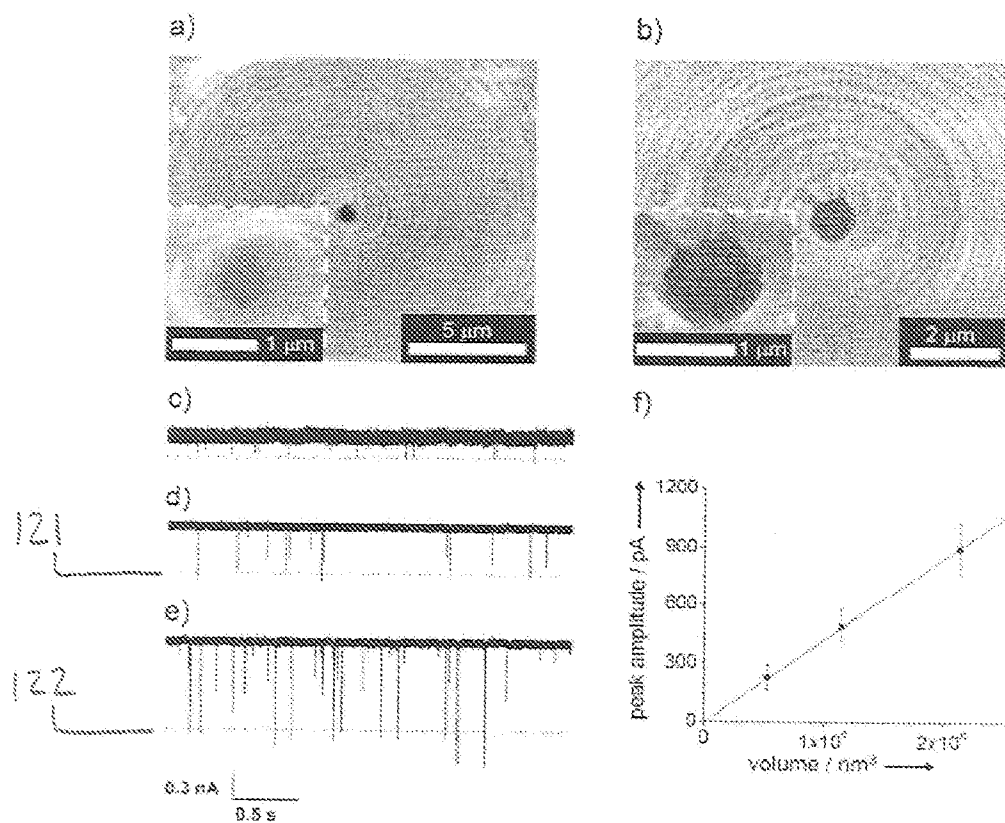 a)
b)
1 µm
5 µm
1 µm
2 µm
c)
d)
121
e)
122
0.3 nA
0.5 s
f)
peak amplitude / pA
1200
900
600
300
0
0
volume / nm³